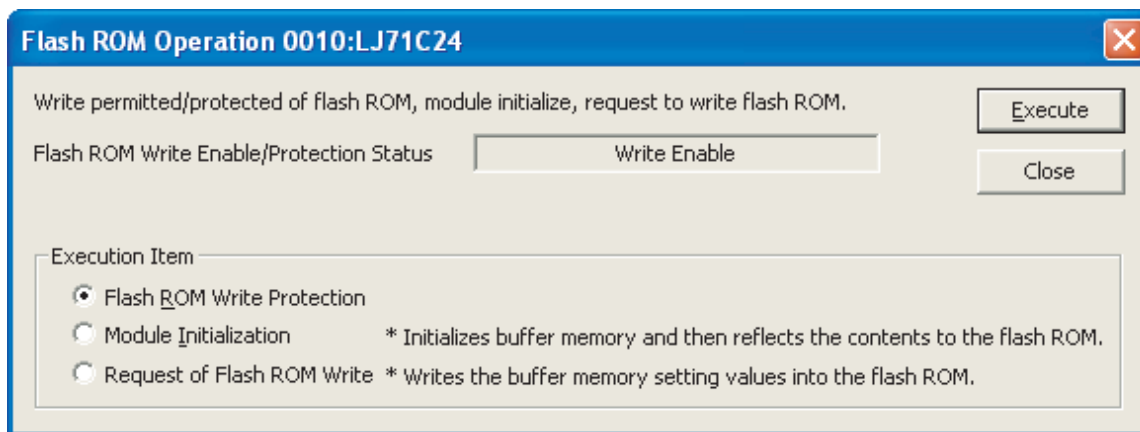 Flash ROM Operation 0010:LJ71C24
Write permitted/protected of flash ROM, module initialize, request to write flash ROM.
Execute
Flash ROM Write Enable/Protection Status Write Enable
Close
Execution Item
Flash ROM Write Protection
Module Initialization * Initializes buffer memory and then reflects the contents to the flash ROM.
Request of Flash ROM Write * Writes the buffer memory setting values into the flash ROM.